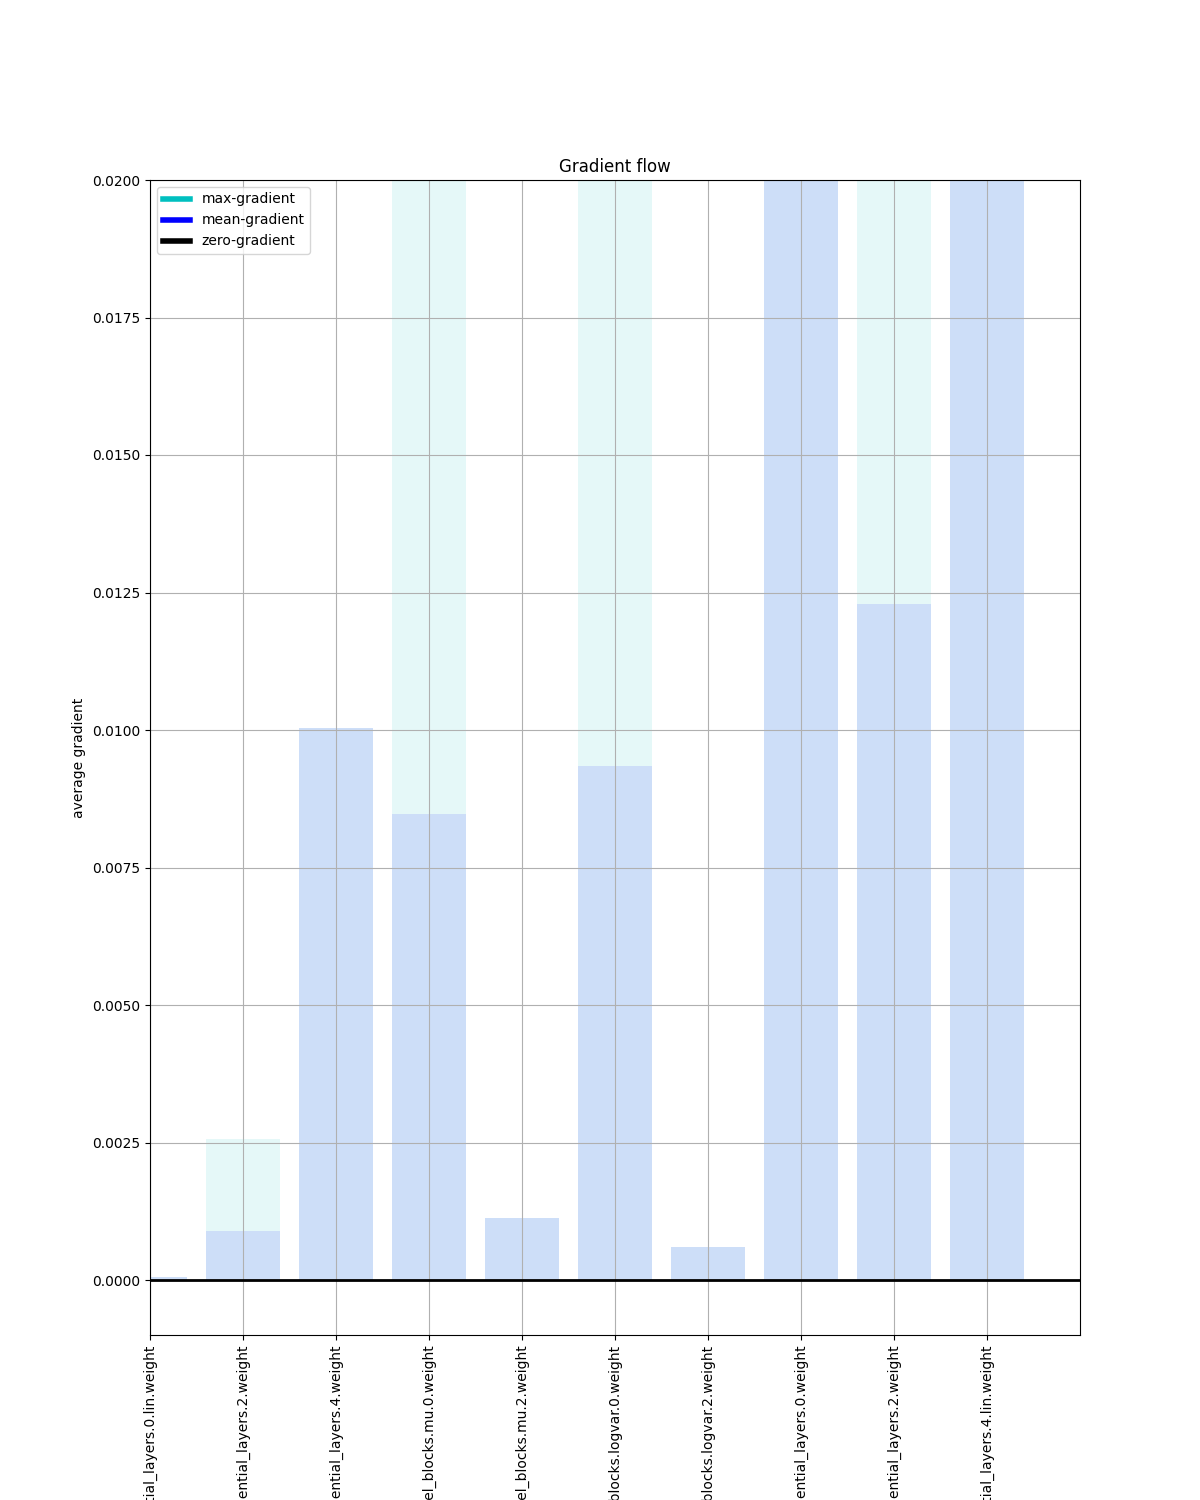 Gradient flow
max-gradient
mean-gradient
zero-gradient
0.0200
0.0175
0.0150
0.0125
0.0100
0.0075
0.0050
0.0025
0.0000
average gradient
tial_layers.0.lin.weight
ential_layers.2.weight
ential_layers.4.weight
el_blocks.mu.0.weight
el_blocks.mu.2.weight
blocks.logvar.0.weight
blocks.logvar.2.weight
ential_layers.0.weight
ential_layers.2.weight
tial_layers.4.lin.weight